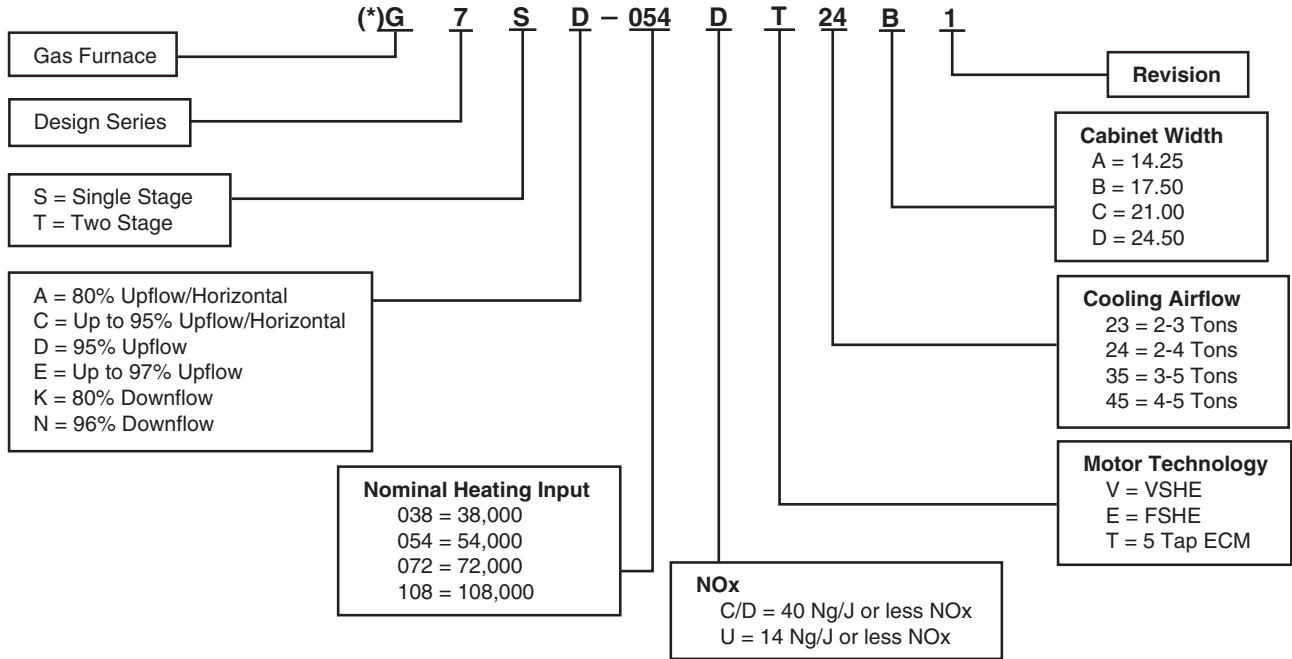 (*)G 7 S D – 054 D T 24 B 1
Gas Furnace
Design Series
S = Single Stage
T = Two Stage
A = 80% Upflow/Horizontal
C = Up to 95% Upflow/Horizontal
D = 95% Upflow
E = Up to 97% Upflow
K = 80% Downflow
N = 96% Downflow
Nominal Heating Input
038 = 38,000
054 = 54,000
072 = 72,000
108 = 108,000
NOx
C/D = 40 Ng/J or less NOx
U = 14 Ng/J or less NOx
Motor Technology
V = VSHE
E = FSHE
T = 5 Tap ECM
Cooling Airflow
23 = 2-3 Tons
24 = 2-4 Tons
35 = 3-5 Tons
45 = 4-5 Tons
Cabinet Width
A = 14.25
B = 17.50
C = 21.00
D = 24.50
Revision